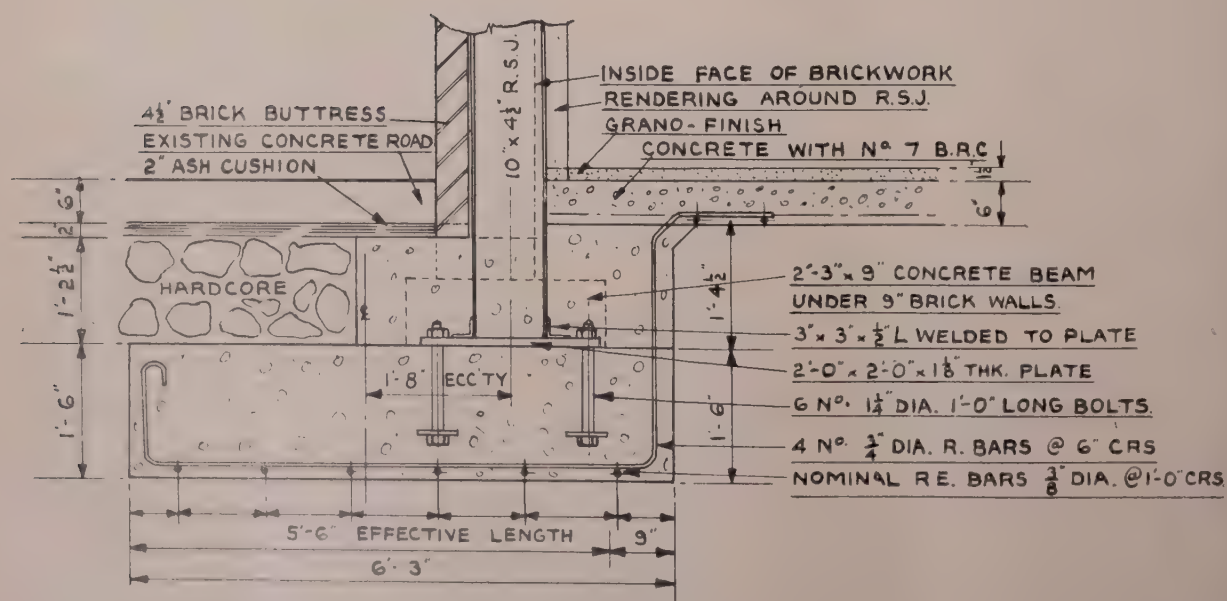 4½" BRICK BUTTRESS
EXISTING CONCRETE ROAD
2" ASH CUSHION
10" x 4½" R.S.J.
INSIDE FACE OF BRICKWORK
RENDERING AROUND R.S.J.
GRANO-FINISH
CONCRETE WITH Nº 7 B.R.C
6"
2"
1'-2½"
1'-6"
HARDCORE
1'-8" ECC'TY
6"
1'-4½"
1'-6"
2'-3" x 9" CONCRETE BEAM
UNDER 9" BRICK WALLS.
3" x 3" x ½" L WELDED TO PLATE
2'-0" x 2'-0" x 1⅛" THK. PLATE
6 Nº. 1¼" DIA. 1'-0" LONG BOLTS.
4 Nº. ¾" DIA. R. BARS @ 6" CRS
NOMINAL RE. BARS ⅜" DIA. @ 1'-0" CRS
5'-6" EFFECTIVE LENGTH
9"
6'-3"